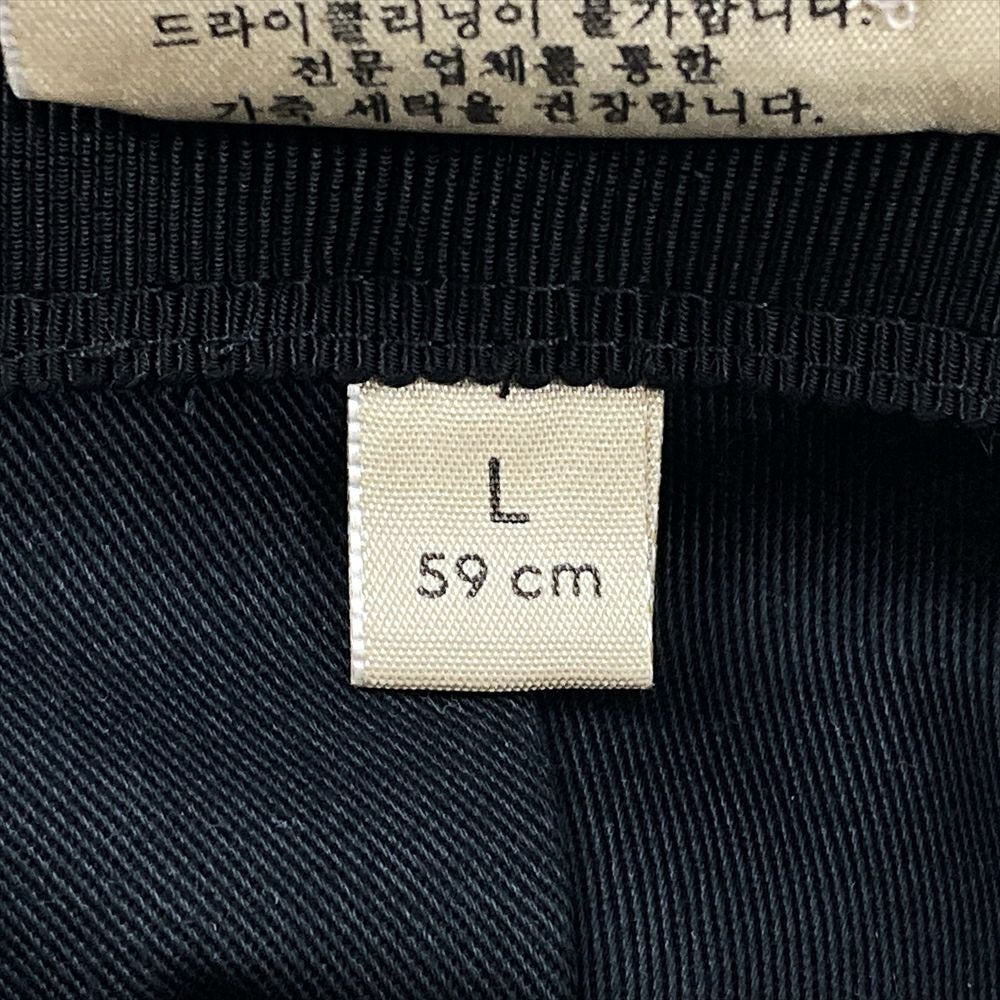 드라이클리닝이 불가합니다.
전문 업체를 통한
가죽 세탁을 권장합니다.
L
59 cm